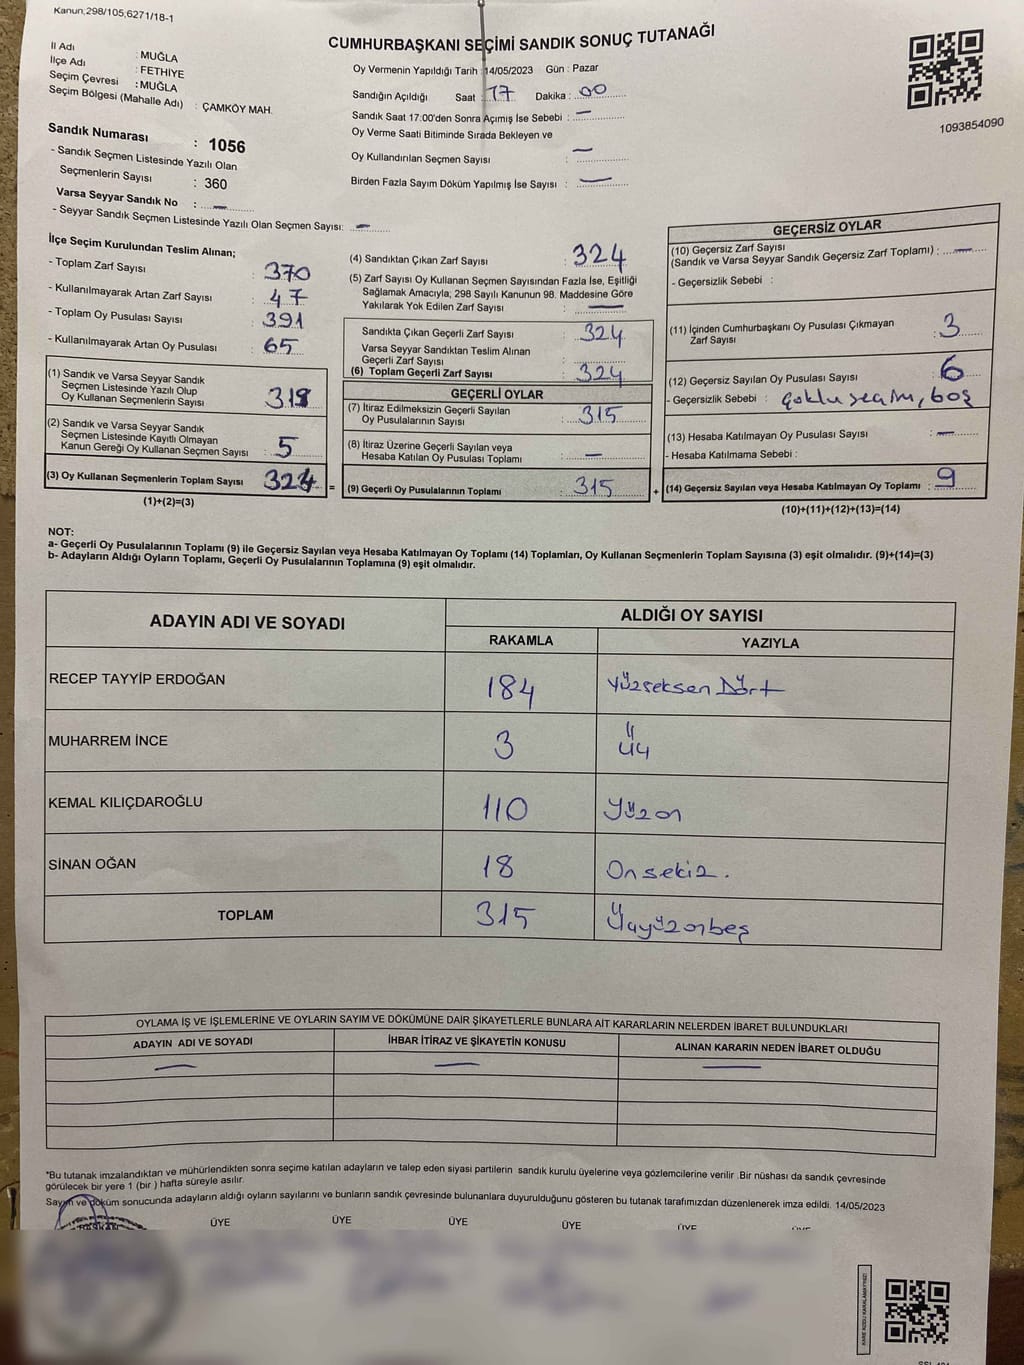 Kanun;298/105,6271/18-1
CUMHURBAŞKANI SEÇİMİ SANDIK SONUÇ TUTANAĞI
İl Adı : MUĞLA
İlçe Adı : FETHİYE
Seçim Çevresi : MUĞLA
Seçim Bölgesi (Mahalle Adı) : ÇAMKÖY MAH.
Oy Vermenin Yapıldığı Tarih : 14/05/2023 Gün : Pazar
Sandığın Açıldığı Saat : 17 Dakika : 00
Sandık Saat 17:00'den Sonra Açımış İse Sebebi : —
Oy Verme Saati Bitiminde Sırada Bekleyen ve
Oy Kullandırılan Seçmen Sayısı : —
Birden Fazla Sayım Döküm Yapılmış İse Sayısı : —
1093854090
Sandık Numarası : 1056
- Sandık Seçmen Listesinde Yazılı Olan
Seçmenlerin Sayısı : 360
Varsa Seyyar Sandık No : —
- Seyyar Sandık Seçmen Listesinde Yazılı Olan Seçmen Sayısı: —
İlçe Seçim Kurulundan Teslim Alınan;
- Toplam Zarf Sayısı : 370
- Kullanılmayarak Artan Zarf Sayısı : 47
- Toplam Oy Pusulası Sayısı : 391
- Kullanılmayarak Artan Oy Pusulası : 65
(1) Sandık ve Varsa Seyyar Sandık
Seçmen Listesinde Yazılı Olup
Oy Kullanan Seçmenlerin Sayısı : 319
(2) Sandık ve Varsa Seyyar Sandık
Seçmen Listesinde Kayıtlı Olmayan
Kanun Gereği Oy Kullanan Seçmen Sayısı : 5
(3) Oy Kullanan Seçmenlerin Toplam Sayısı 324 =
(1)+(2)=(3)
(4) Sandıktan Çıkan Zarf Sayısı : 324
(5) Zarf Sayısı Oy Kullanan Seçmen Sayısından Fazla İse, Eşitliği
Sağlamak Amacıyla; 298 Sayılı Kanunun 98. Maddesine Göre
Yakılarak Yok Edilen Zarf Sayısı : —
Sandıkta Çıkan Geçerli Zarf Sayısı : 324
Varsa Seyyar Sandıktan Teslim Alınan
Geçerli Zarf Sayısı :
(6) Toplam Geçerli Zarf Sayısı : 324
GEÇERLİ OYLAR
(7) İtiraz Edilmeksizin Geçerli Sayılan
Oy Pusulalarının Sayısı : 315
(8) İtiraz Üzerine Geçerli Sayılan veya
Hesaba Katılan Oy Pusulası Toplamı : —
(9) Geçerli Oy Pusulalarının Toplamı : 315 +
GEÇERSİZ OYLAR
(10) Geçersiz Zarf Sayısı
(Sandık ve Varsa Seyyar Sandık Geçersiz Zarf Toplamı) : —
- Geçersizlik Sebebi :
(11) İçinden Cumhurbaşkanı Oy Pusulası Çıkmayan
Zarf Sayısı : 3
(12) Geçersiz Sayılan Oy Pusulası Sayısı : 6
- Geçersizlik Sebebi : çoklu seçim, boş
(13) Hesaba Katılmayan Oy Pusulası Sayısı : —
- Hesaba Katılmama Sebebi :
(14) Geçersiz Sayılan veya Hesaba Katılmayan Oy Toplamı : 9
(10)+(11)+(12)+(13)=(14)
NOT:
a- Geçerli Oy Pusulalarının Toplamı (9) ile Geçersiz Sayılan veya Hesaba Katılmayan Oy Toplamı (14) Toplamları, Oy Kullanan Seçmenlerin Toplam Sayısına (3) eşit olmalıdır. (9)+(14)=(3)
b- Adayların Aldığı Oyların Toplamı, Geçerli Oy Pusulalarının Toplamına (9) eşit olmalıdır.
ADAYIN ADI VE SOYADI ALDIĞI OY SAYISI
RAKAMLA YAZIYLA
RECEP TAYYİP ERDOĞAN 184 Yüzseksen Dört
MUHARREM İNCE 3 Üç
KEMAL KILIÇDAROĞLU 110 Yüzon
SİNAN OĞAN 18 Onsekiz.
TOPLAM 315 Üçyüzonbeş
OYLAMA İŞ VE İŞLEMLERİNE VE OYLARIN SAYIM VE DÖKÜMÜNE DAİR ŞİKAYETLERLE BUNLARA AİT KARARLARIN NELERDEN İBARET BULUNDUKLARI
ADAYIN ADI VE SOYADI İHBAR İTİRAZ VE ŞİKAYETİN KONUSU ALINAN KARARIN NEDEN İBARET OLDUĞU
— — —
*Bu tutanak imzalandıktan ve mühürlendikten sonra seçime katılan adayların ve talep eden siyasi partilerin sandık kurulu üyelerine veya gözlemcilerine verilir .Bir nüshası da sandık çevresinde
görülecek bir yere 1 (bir ) hafta süreyle asılır.
Sayım ve döküm sonucunda adayların aldığı oyların sayılarını ve bunların sandık çevresinde bulunanlara duyurulduğunu gösteren bu tutanak tarafımızdan düzenlenerek imza edildi. 14/05/2023
BAŞKAN ÜYE ÜYE ÜYE ÜYE ÜYE ÜYE
KARE KODU KARALAMAYINIZ!